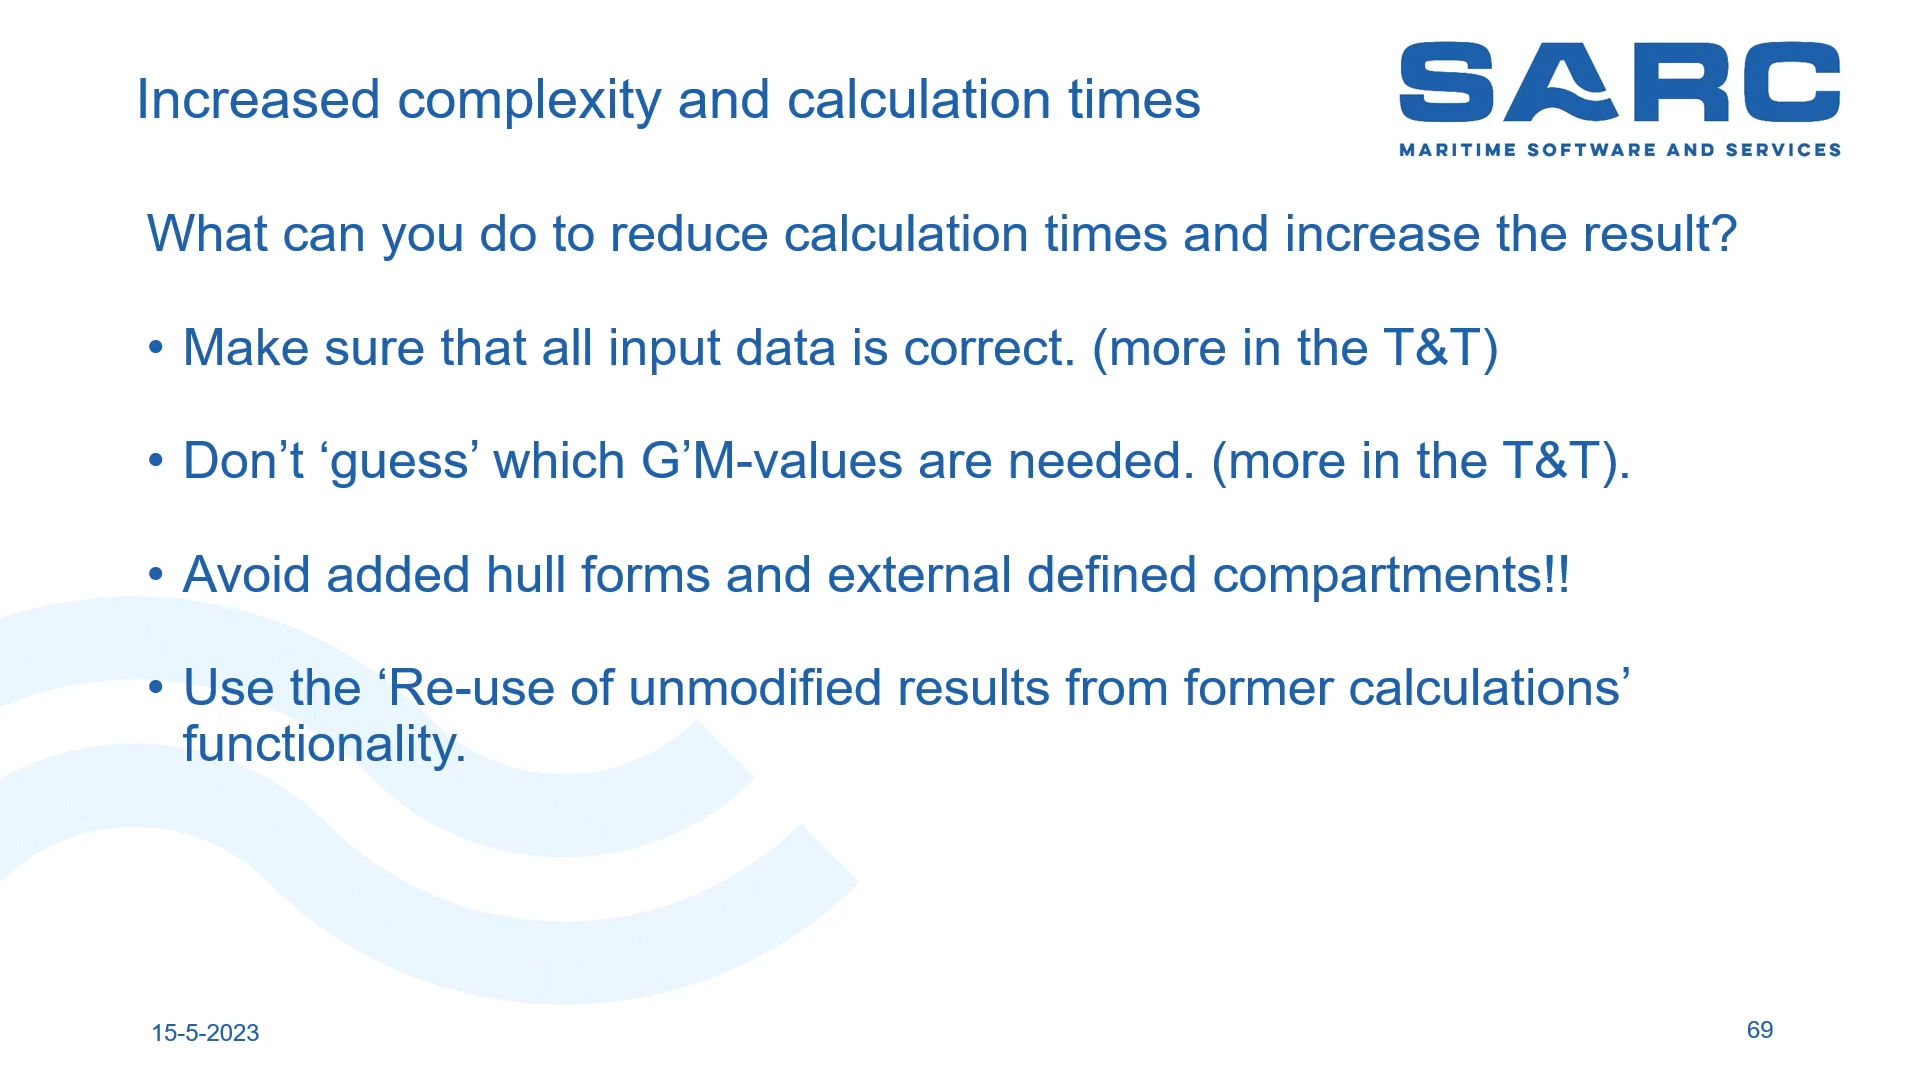 Increased complexity and calculation times
SARC
MARITIME SOFTWARE AND SERVICES
What can you do to reduce calculation times and increase the result?
• Make sure that all input data is correct. (more in the T&T)
• Don’t ‘guess’ which G’M-values are needed. (more in the T&T).
• Avoid added hull forms and external defined compartments!!
• Use the ‘Re-use of unmodified results from former calculations’
functionality.
15-5-2023
69